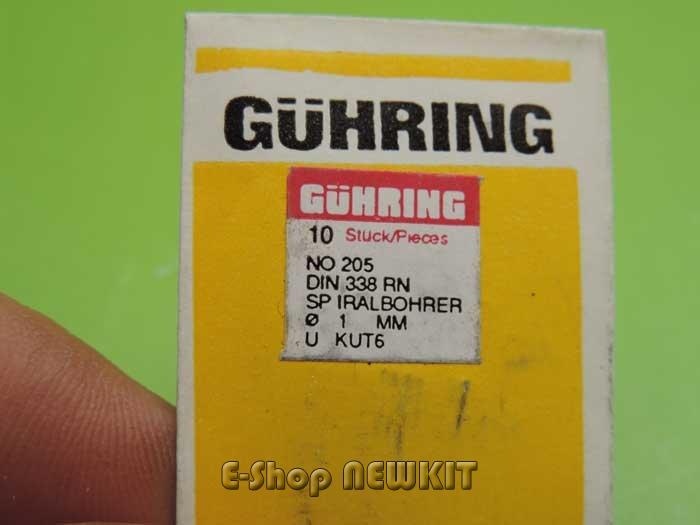 GÜHRING
GÜHRING
10 Stück/Pieces
NO 205
DIN 338 RN
SP IRALBOHRER
Ø 1 MM
U KUT6
E-Shop NEWKIT